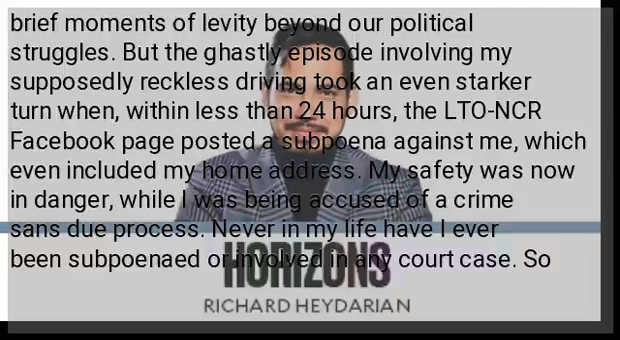 brief moments of levity beyond our political
struggles. But the ghastly episode involving my
supposedly reckless driving took an even starker
turn when, within less than 24 hours, the LTO-NCR
Facebook page posted a subpoena against me, which
even included my home address. My safety was now
in danger, while I was being accused of a crime
sans due process. Never in my life have I ever
been subpoenaed or involved in any court case. So
HORIZONS
RICHARD HEYDARIAN